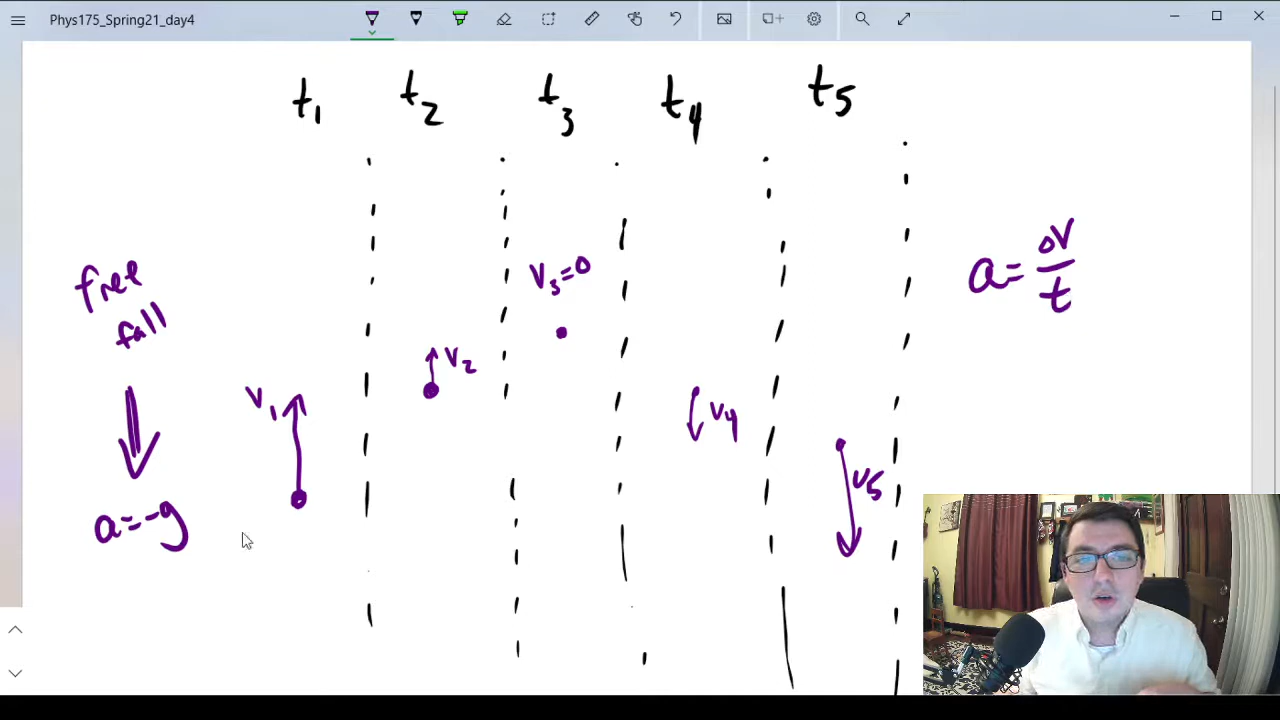 Phys175_Spring21_day4
t1 t2 t3 t4 t5
free
fall
a=-g
V1
V2
V3=0
V4
V5
a=ΔV/t